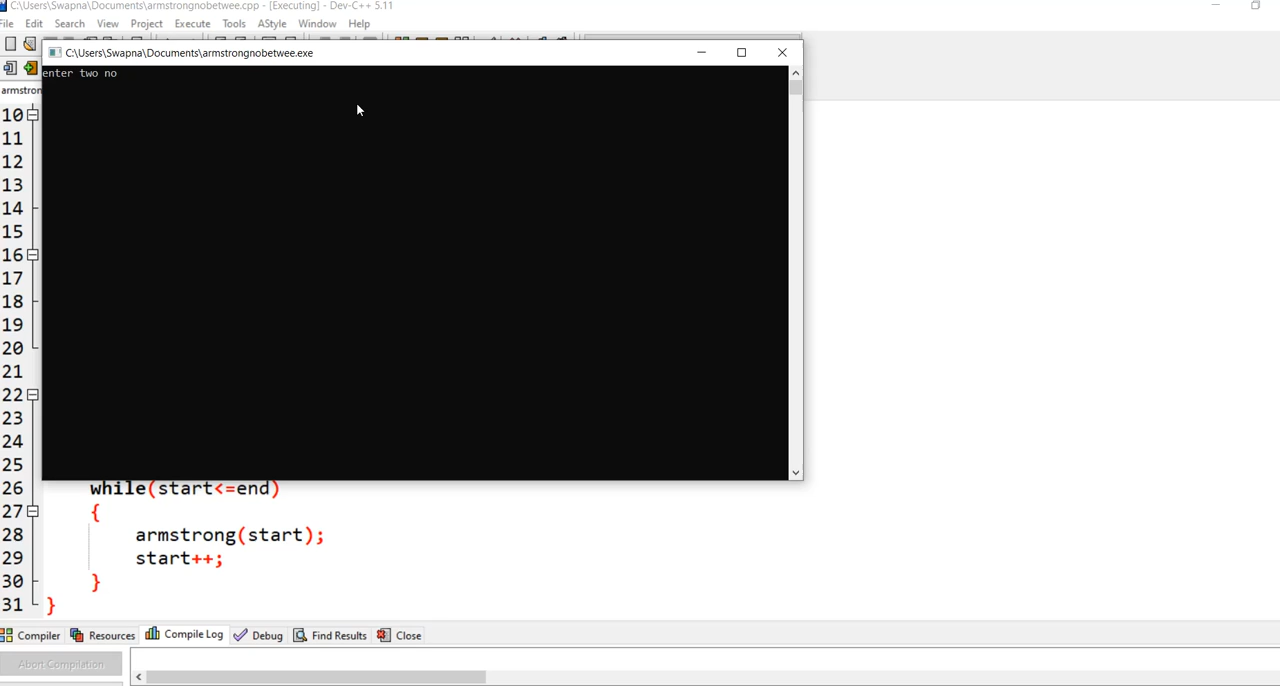 C:\Users\Swapna\Documents\armstrongnobetwee.cpp - [Executing] - Dev-C++ 5.11
File Edit Search View Project Execute Tools AStyle Window Help
C:\Users\Swapna\Documents\armstrongnobetwee.exe
enter two no
armstron
10
11
12
13
14
15
16
17
18
19
20
21
22
23
24
25
26 while(start<=end)
27 {
28 armstrong(start);
29 start++;
30 }
31 }
Compiler Resources Compile Log Debug Find Results Close
Abort Compilation